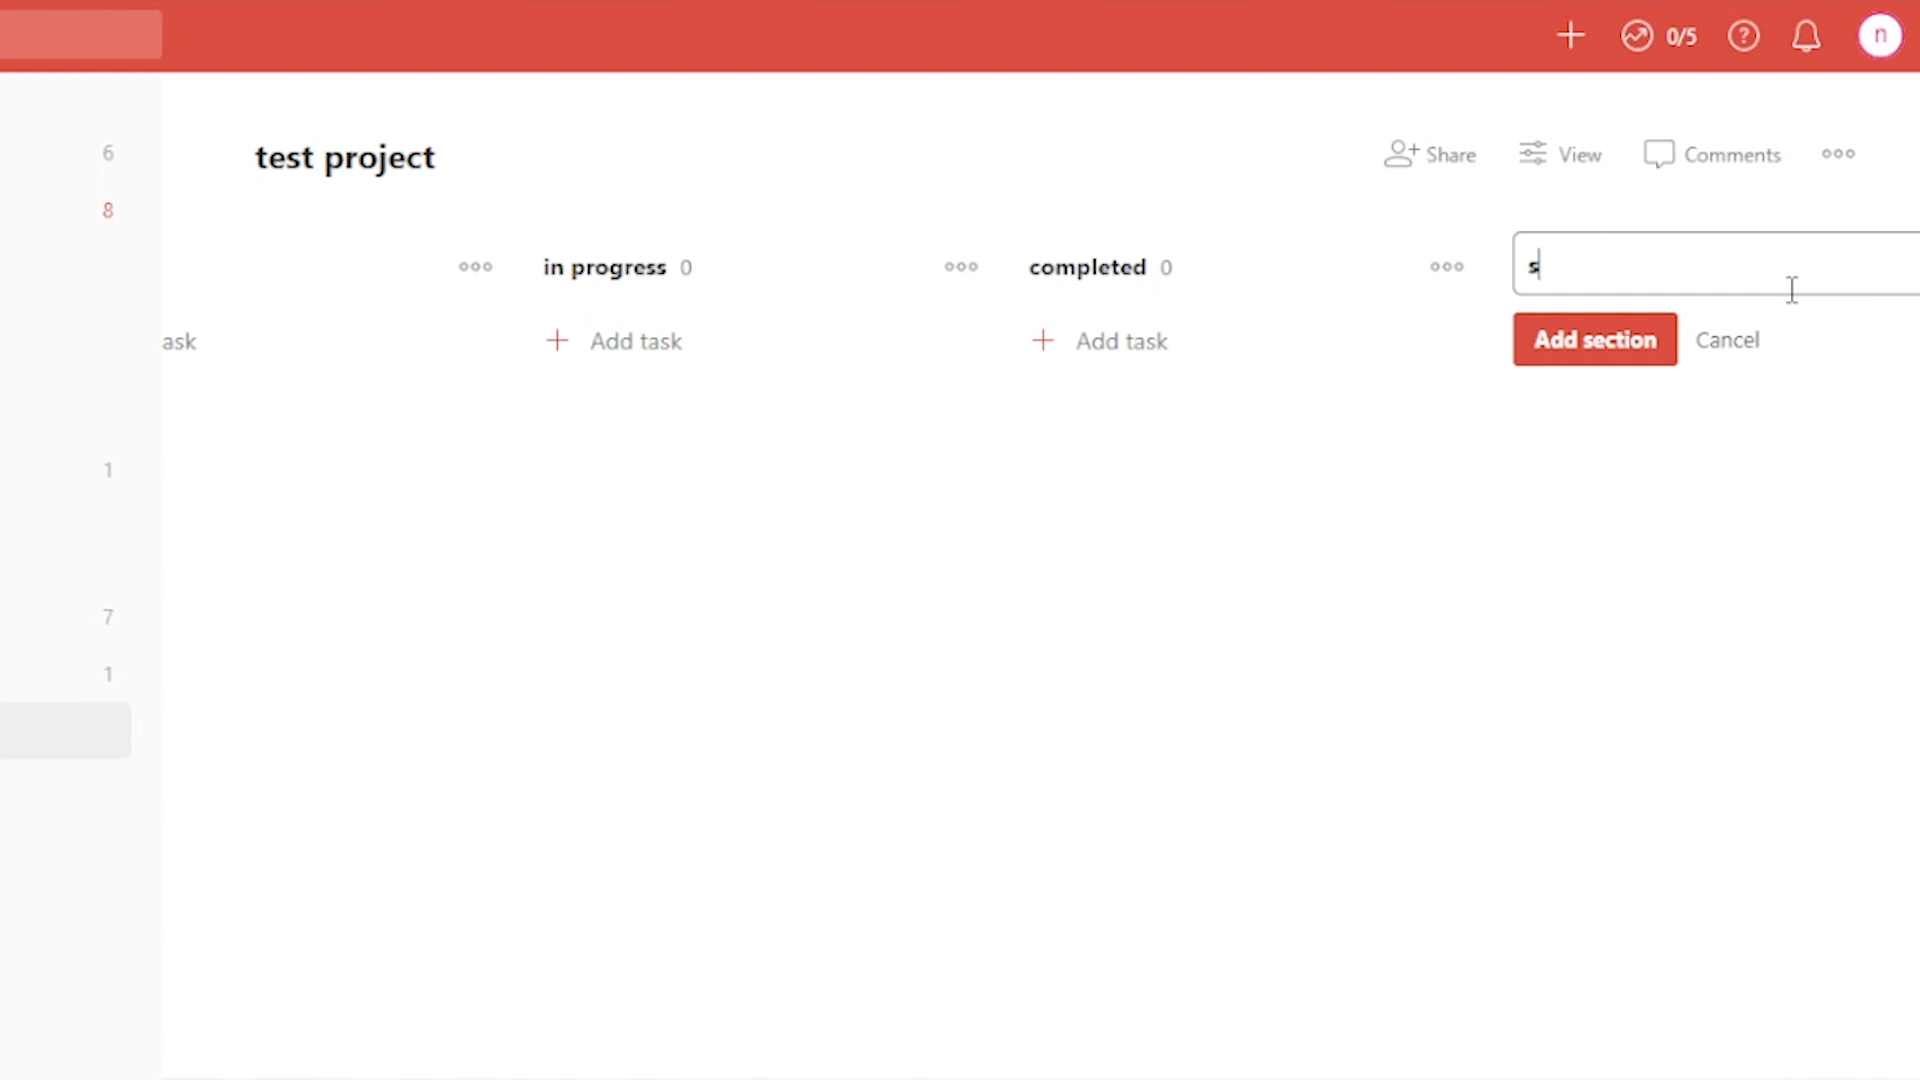 0/5
n
6
test project
Share
View
Comments
8
in progress 0
completed 0
s
ask
Add task
Add task
Add section
Cancel
1
7
1